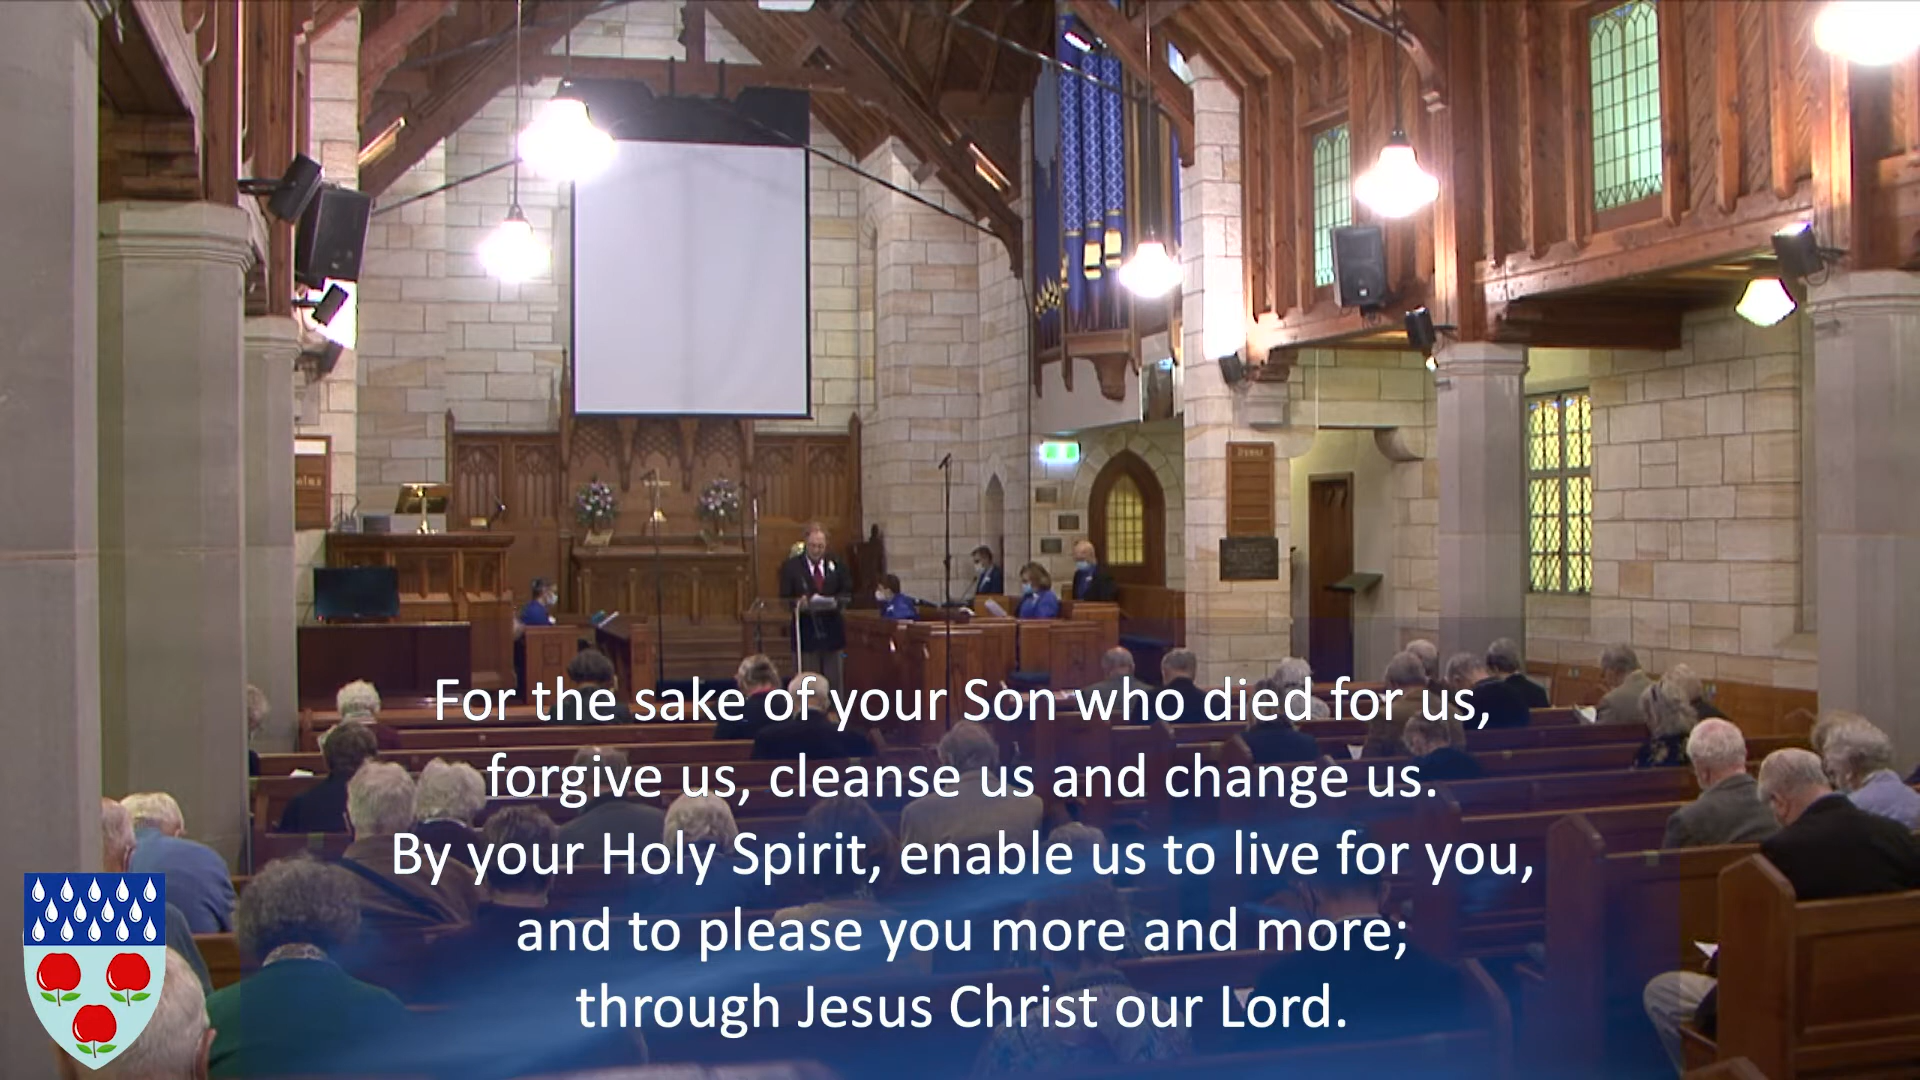 For the sake of your Son who died for us,
forgive us, cleanse us and change us.
By your Holy Spirit, enable us to live for you,
and to please you more and more;
through Jesus Christ our Lord.